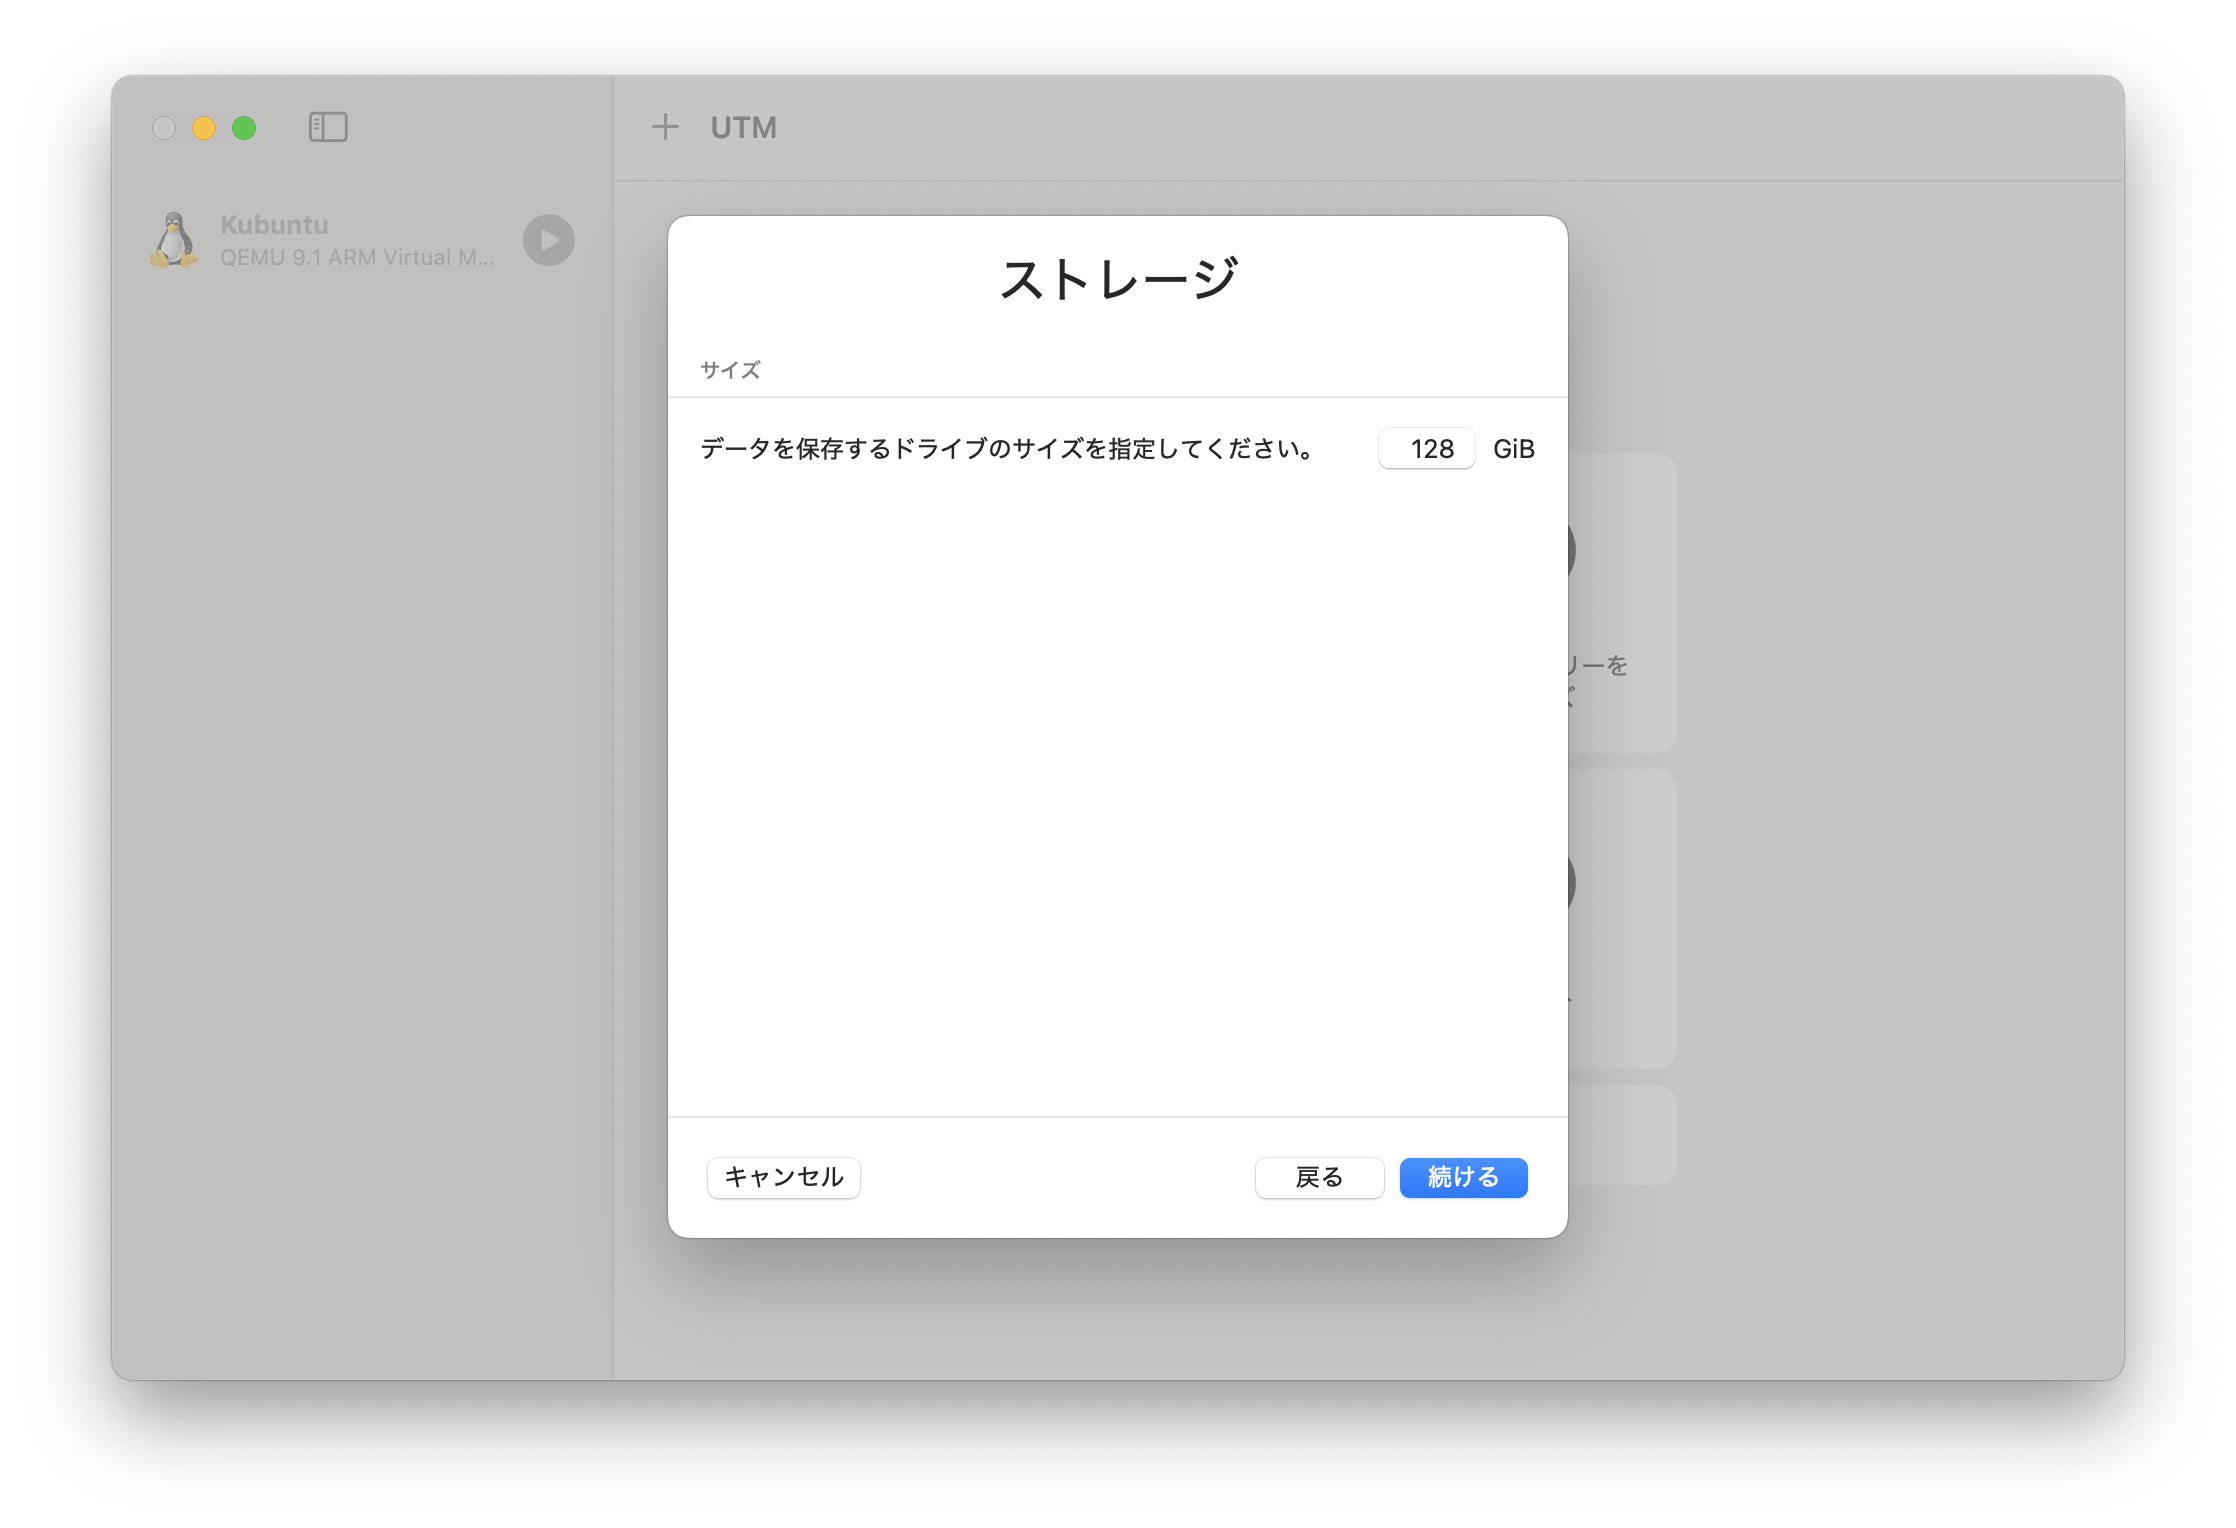 UTM
Kubuntu
QEMU 9.1 ARM Virtual M...
ストレージ
サイズ
データを保存するドライブのサイズを指定してください。 128 GiB
リーを
キャンセル 戻る 続ける